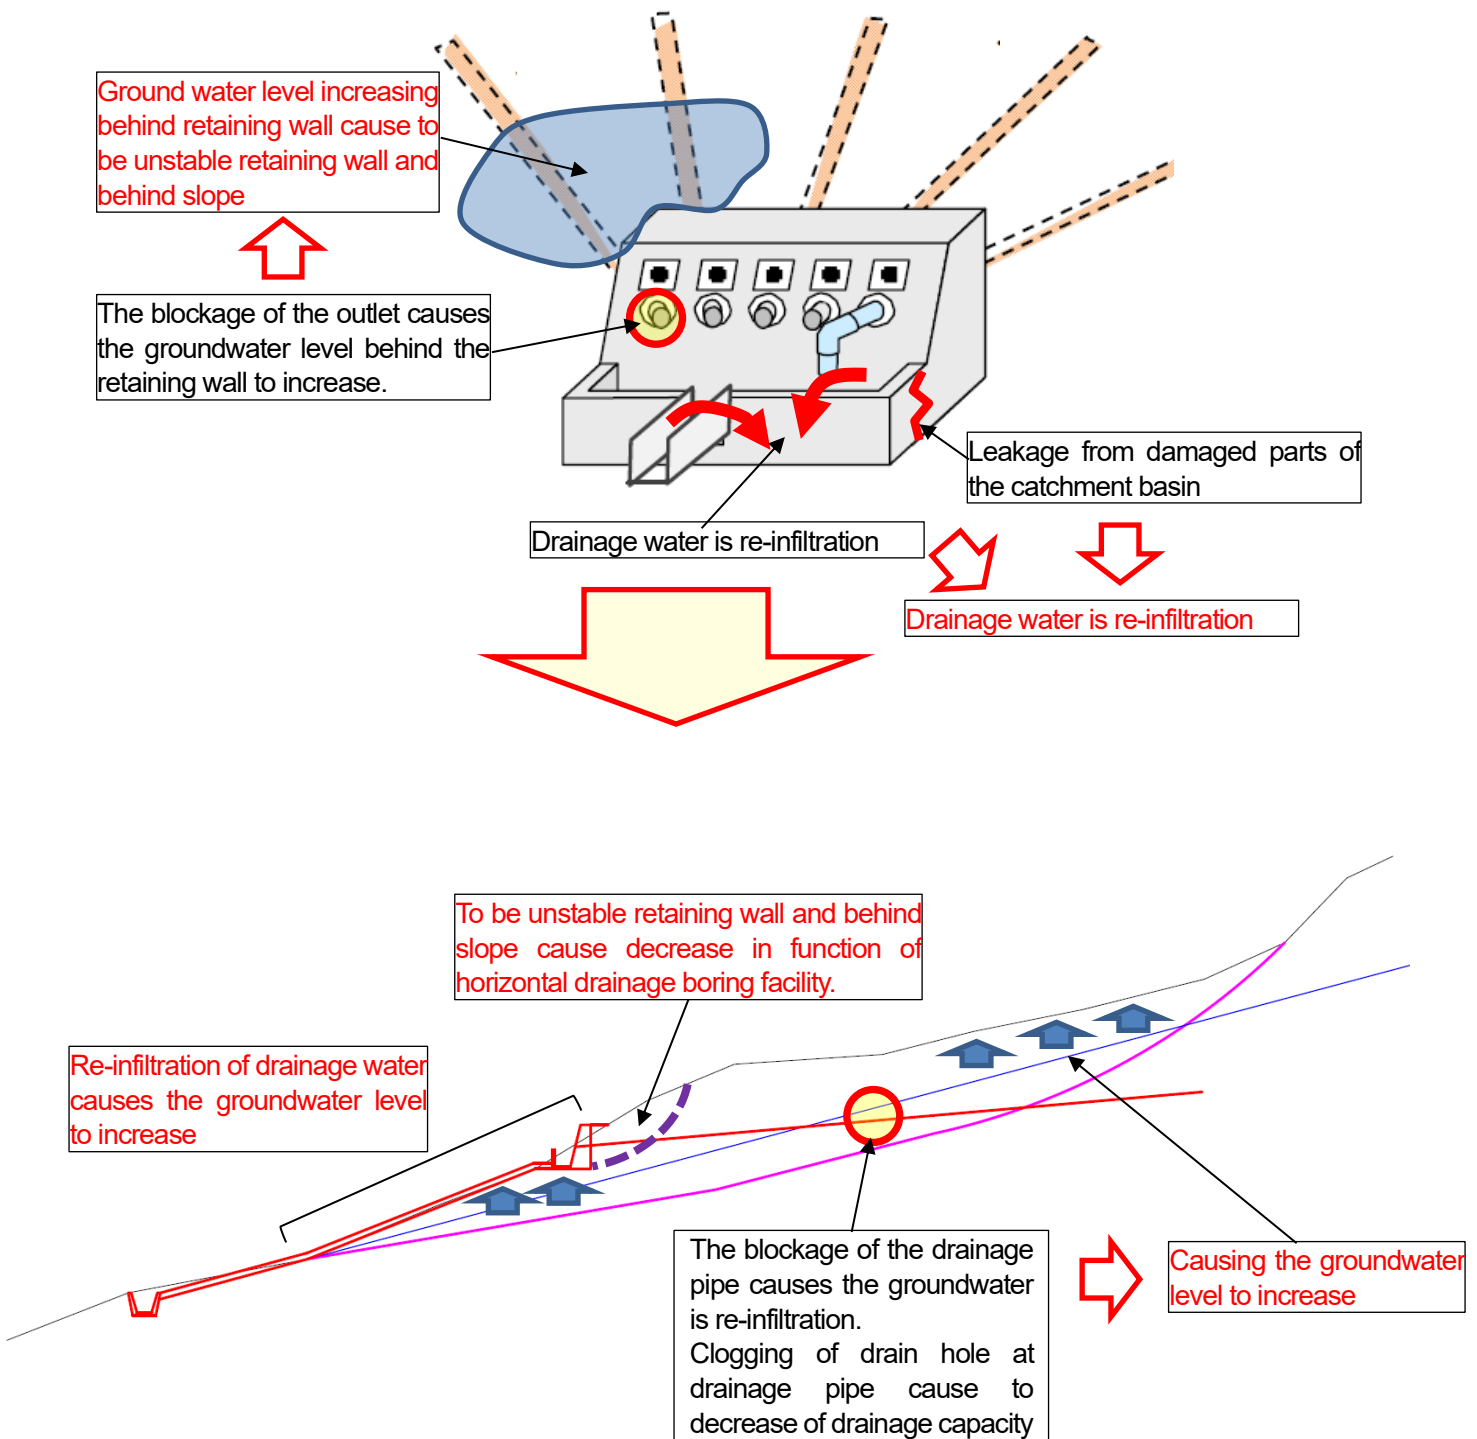 Ground water level increasing
behind retaining wall cause to
be unstable retaining wall and
behind slope
The blockage of the outlet causes
the groundwater level behind the
retaining wall to increase.
Leakage from damaged parts of
the catchment basin
Drainage water is re-infiltration
Drainage water is re-infiltration
To be unstable retaining wall and behind
slope cause decrease in function of
horizontal drainage boring facility.
Re-infiltration of drainage water
causes the groundwater level
to increase
The blockage of the drainage
pipe causes the groundwater
is re-infiltration.
Clogging of drain hole at
drainage pipe cause to
decrease of drainage capacity
Causing the groundwater
level to increase